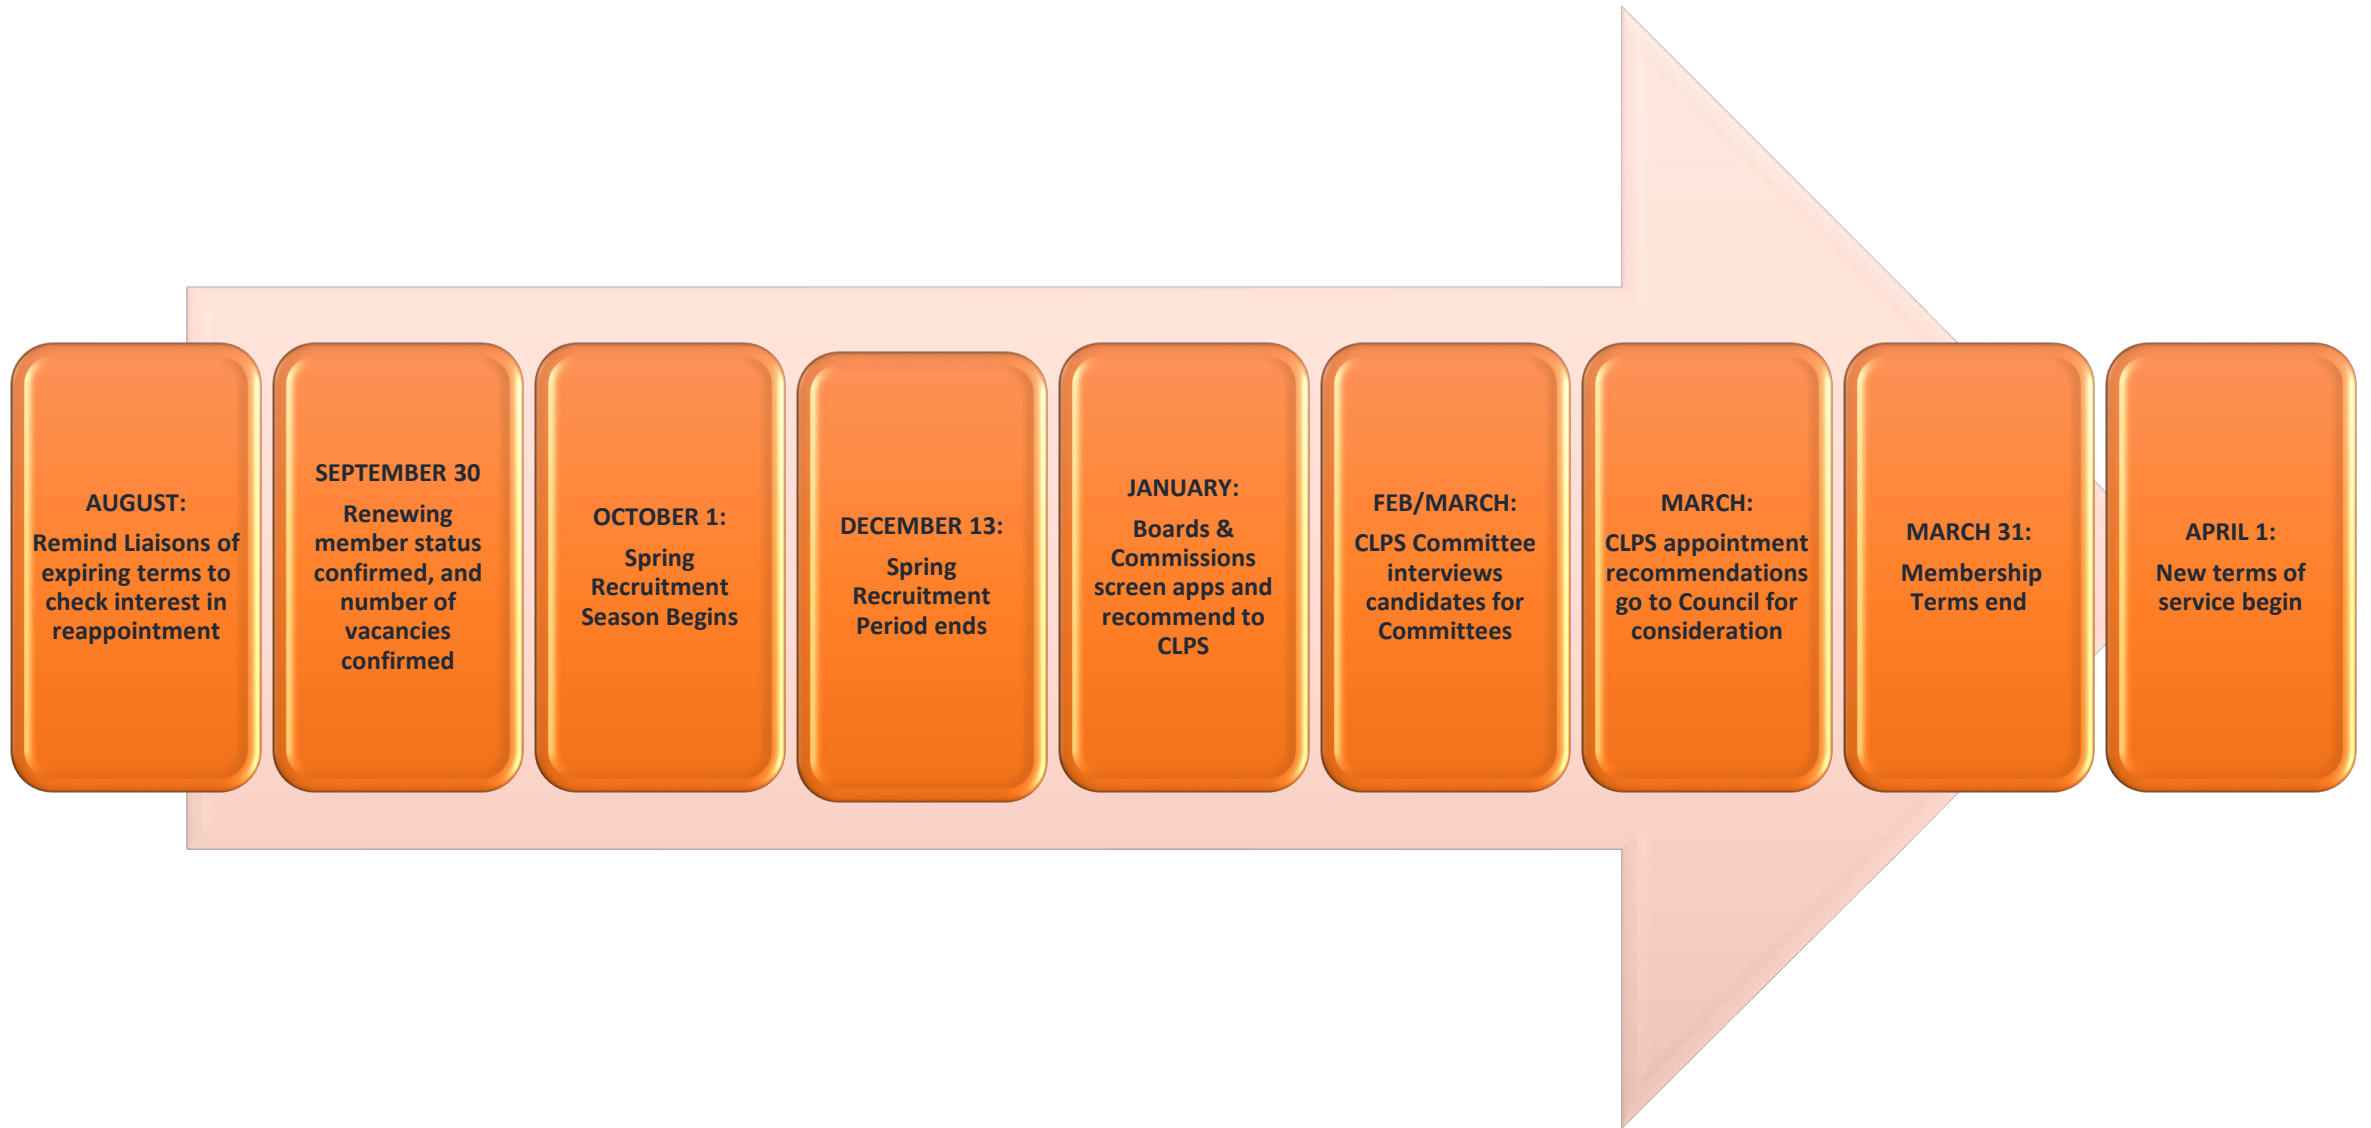 AUGUST:
Remind Liaisons of
expiring terms to
check interest in
reappointment
SEPTEMBER 30
Renewing
member status
confirmed, and
number of
vacancies
confirmed
OCTOBER 1:
Spring
Recruitment
Season Begins
DECEMBER 13:
Spring
Recruitment
Period ends
JANUARY:
Boards &
Commissions
screen apps and
recommend to
CLPS
FEB/MARCH:
CLPS Committee
interviews
candidates for
Committees
MARCH:
CLPS appointment
recommendations
go to Council for
consideration
MARCH 31:
Membership
Terms end
APRIL 1:
New terms of
service begin